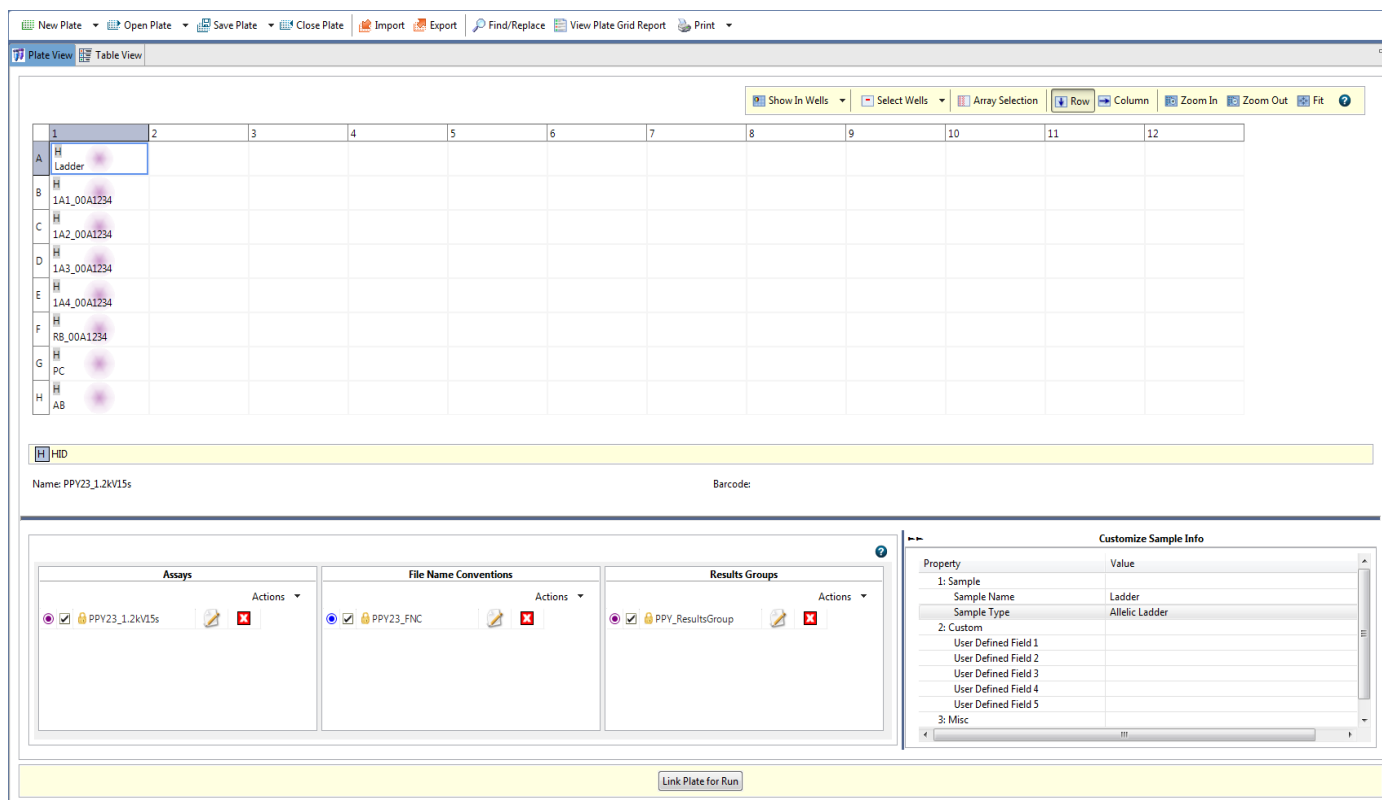 New Plate Open Plate Save Plate Close Plate Import Export Find/Replace View Plate Grid Report Print
Plate View Table View
Show In Wells Select Wells Array Selection Row Column Zoom In Zoom Out Fit ?
1 2 3 4 5 6 7 8 9 10 11 12
A H
Ladder
B H
1A1_00A1234
C H
1A2_00A1234
D H
1A3_00A1234
E H
1A4_00A1234
F H
RB_00A1234
G H
PC
H H
AB
H HID
Name: PPY23_1.2kV15s Barcode:
?
Assays File Name Conventions Results Groups
Actions Actions Actions
PPY23_1.2kV15s PPY23_FNC PPY_ResultsGroup
Customize Sample Info
Property Value
1: Sample
Sample Name Ladder
Sample Type Allelic Ladder
2: Custom
User Defined Field 1
User Defined Field 2
User Defined Field 3
User Defined Field 4
User Defined Field 5
3: Misc
Link Plate for Run